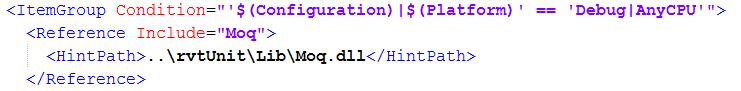 <ItemGroup Condition="'$(Configuration)|$(Platform)' == 'Debug|AnyCPU'">
<Reference Include="Moq">
<HintPath>..\rvtUnit\Lib\Moq.dll</HintPath>
</Reference>